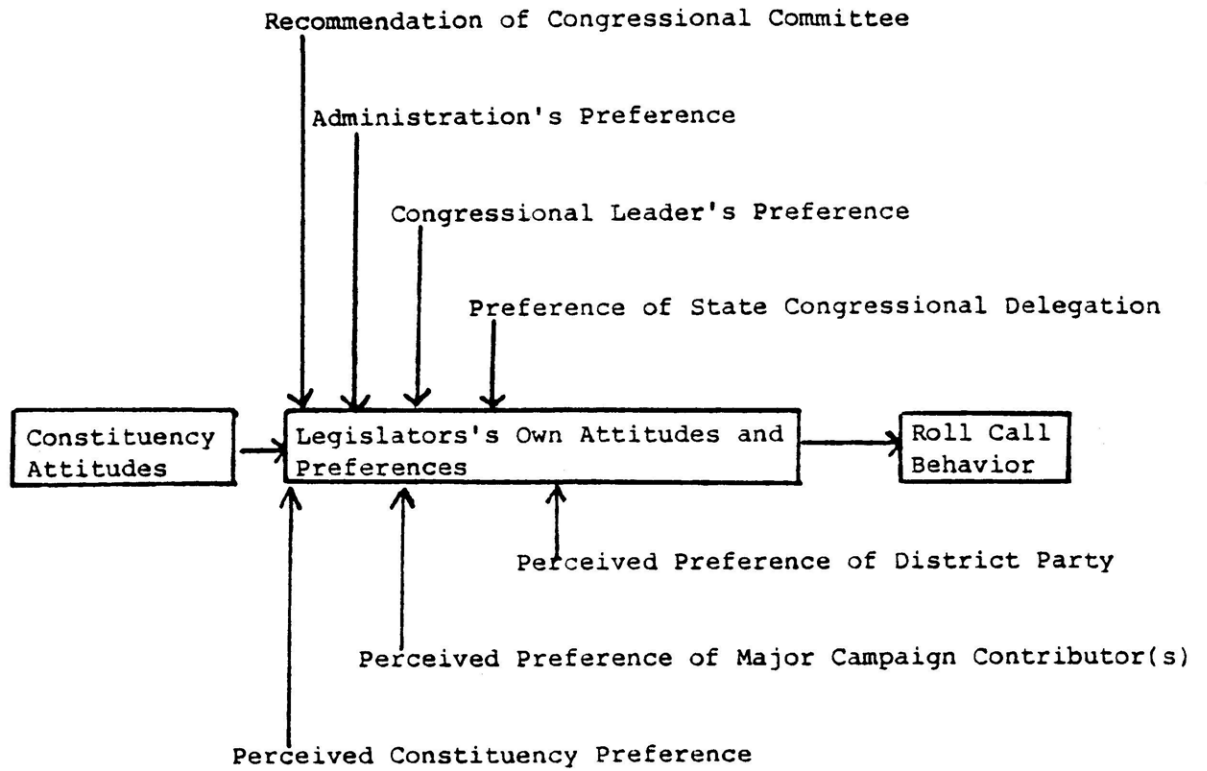 Recommendation of Congressional Committee
Administration's Preference
Congressional Leader's Preference
Preference of State Congressional Delegation
Constituency
Attitudes
Legislators's Own Attitudes and
Preferences
Roll Call
Behavior
Perceived Preference of District Party
Perceived Preference of Major Campaign Contributor(s)
Perceived Constituency Preference